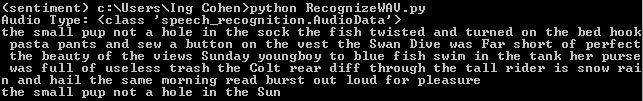 (sentiment) c:\Users\Ing Cohen>python RecognizeWAV.py
Audio Type: <class 'speech_recognition.AudioData'>
the small pup not a hole in the sock the fish twisted and turned on the bed hook
 pasta pants and sew a button on the vest the Swan Dive was Far short of perfect
 the beauty of the views Sunday youngboy to blue fish swim in the tank her purse
 was full of useless trash the Colt rear diff through the tall rider is snow rai
n and hail the same morning read burst out loud for pleasure
the small pup not a hole in the Sun